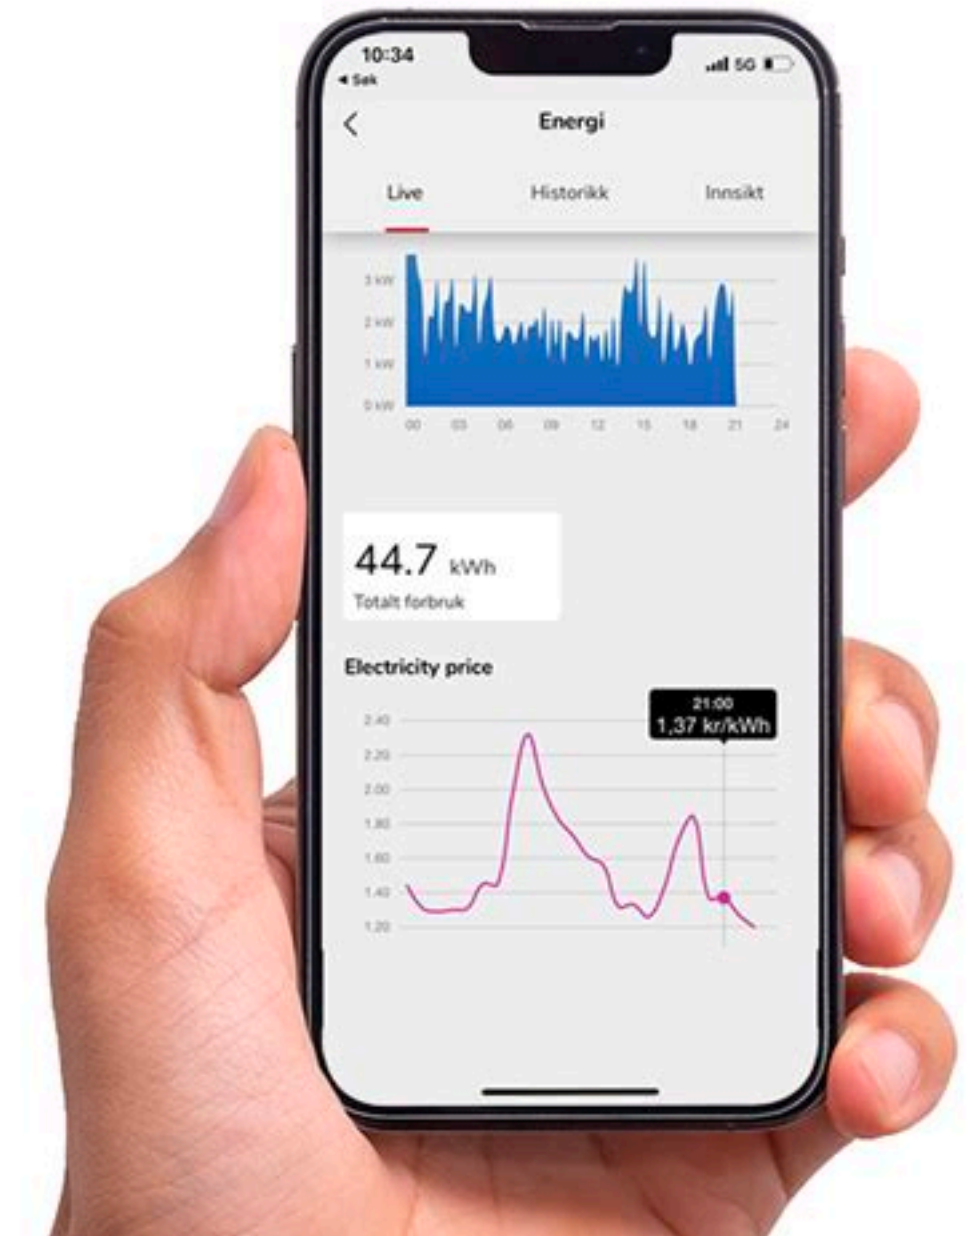 10:34
5G
◄ Søk
Energi
Live Historikk Innsikt
3 kW
2 kW
1 kW
0 kW
00 03 06 09 12 15 18 21 24
44.7 kWh
Totalt forbruk
Electricity price
21:00
1,37 kr/kWh
2.40
2.20
2.00
1.80
1.60
1.40
1.20